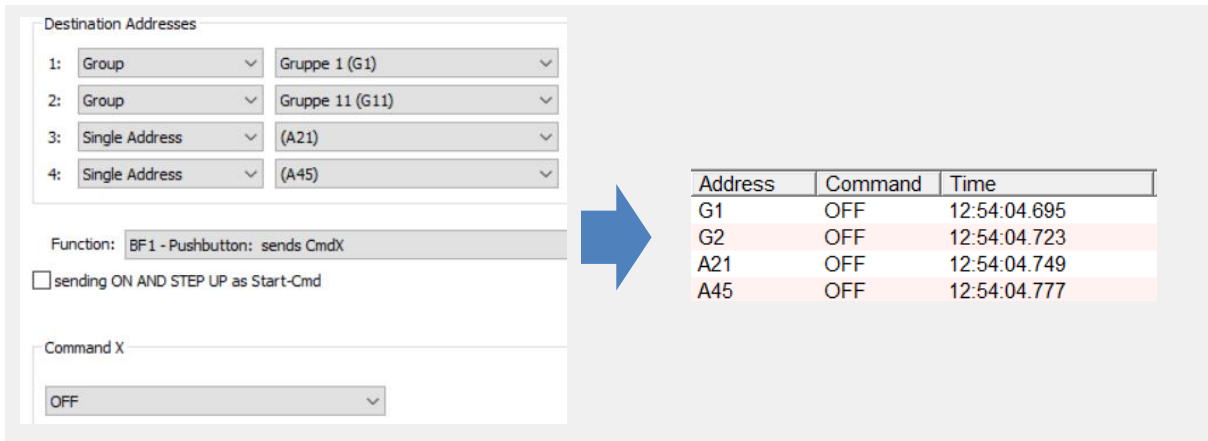 Destination Addresses
1: Group Gruppe 1 (G1)
2: Group Gruppe 11 (G11)
3: Single Address (A21)
4: Single Address (A45)
Function: BF1 - Pushbutton: sends CmdX
sending ON AND STEP UP as Start-Cmd
Command X
OFF
Address Command Time
G1 OFF 12:54:04.695
G2 OFF 12:54:04.723
A21 OFF 12:54:04.749
A45 OFF 12:54:04.777